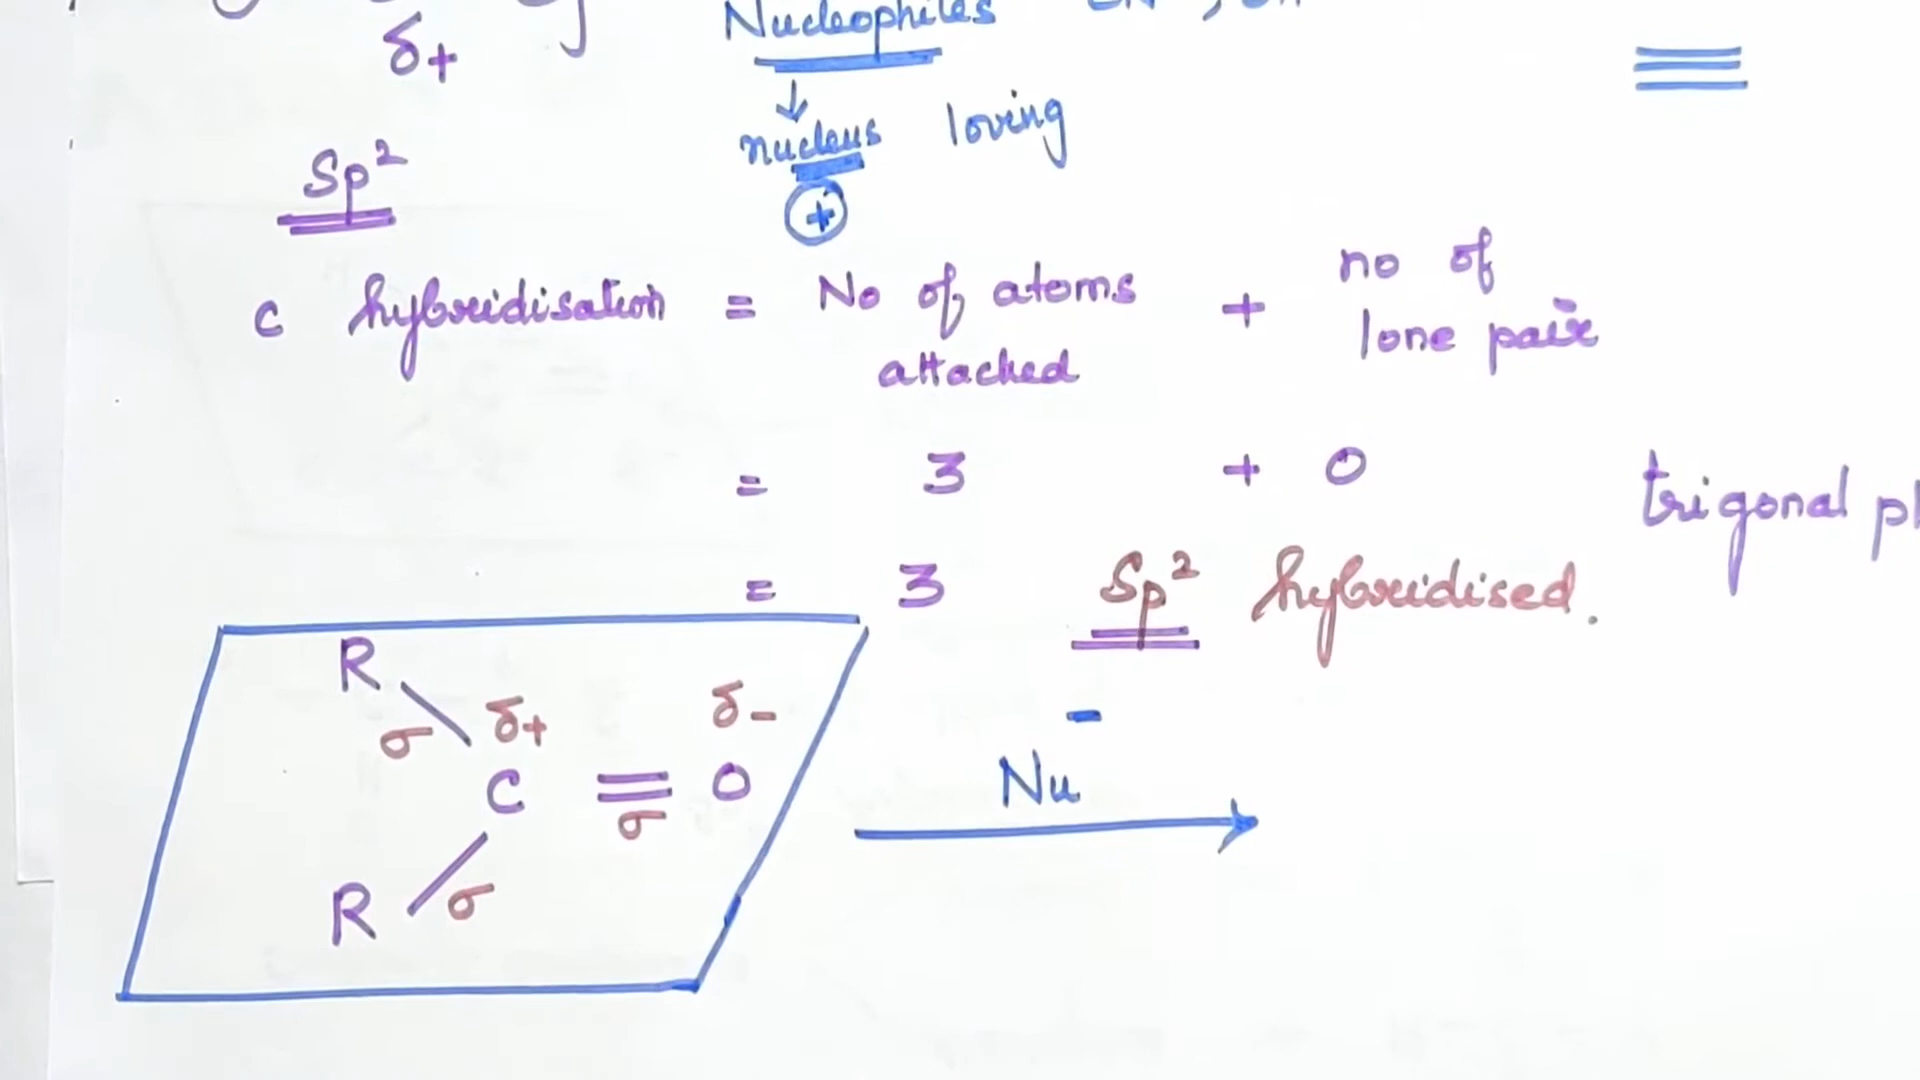 δ+
Nucleophiles
nucleus loving
+
Sp²
c hybridisation = No of atoms attached + no of lone pair
= 3 + 0
trigonal pl
= 3 Sp² hybridised.
R
σ δ+ δ-
C = O
σ
R σ
-
Nu